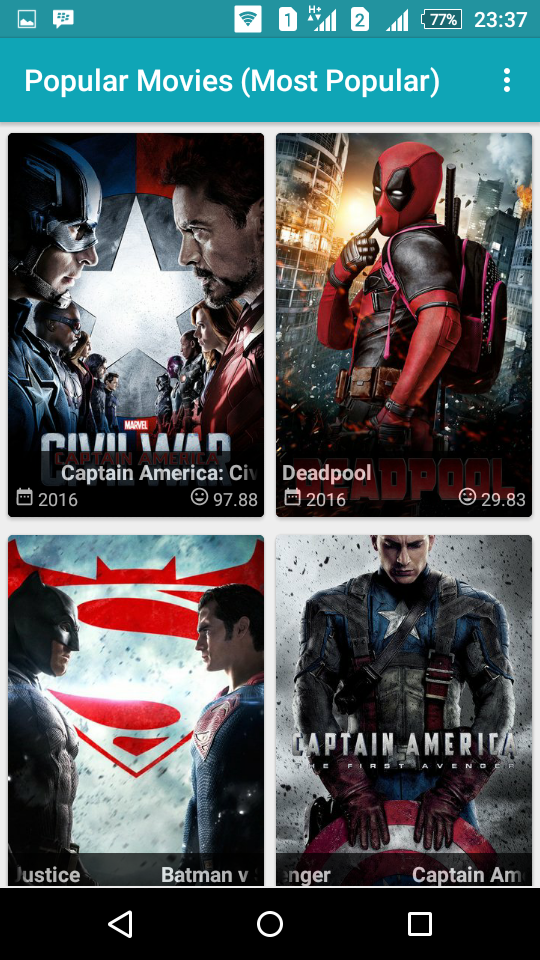 1
H+
2
77%
23:37
Popular Movies (Most Popular)
MARVEL
CIVIL WAR
CAPTAIN AMERICA
Captain America: Civ
2016
97.88
DEADPOOL
Deadpool
2016
29.83
Justice
Batman v
CAPTAIN AMERICA
THE FIRST AVENGER
enger
Captain Am